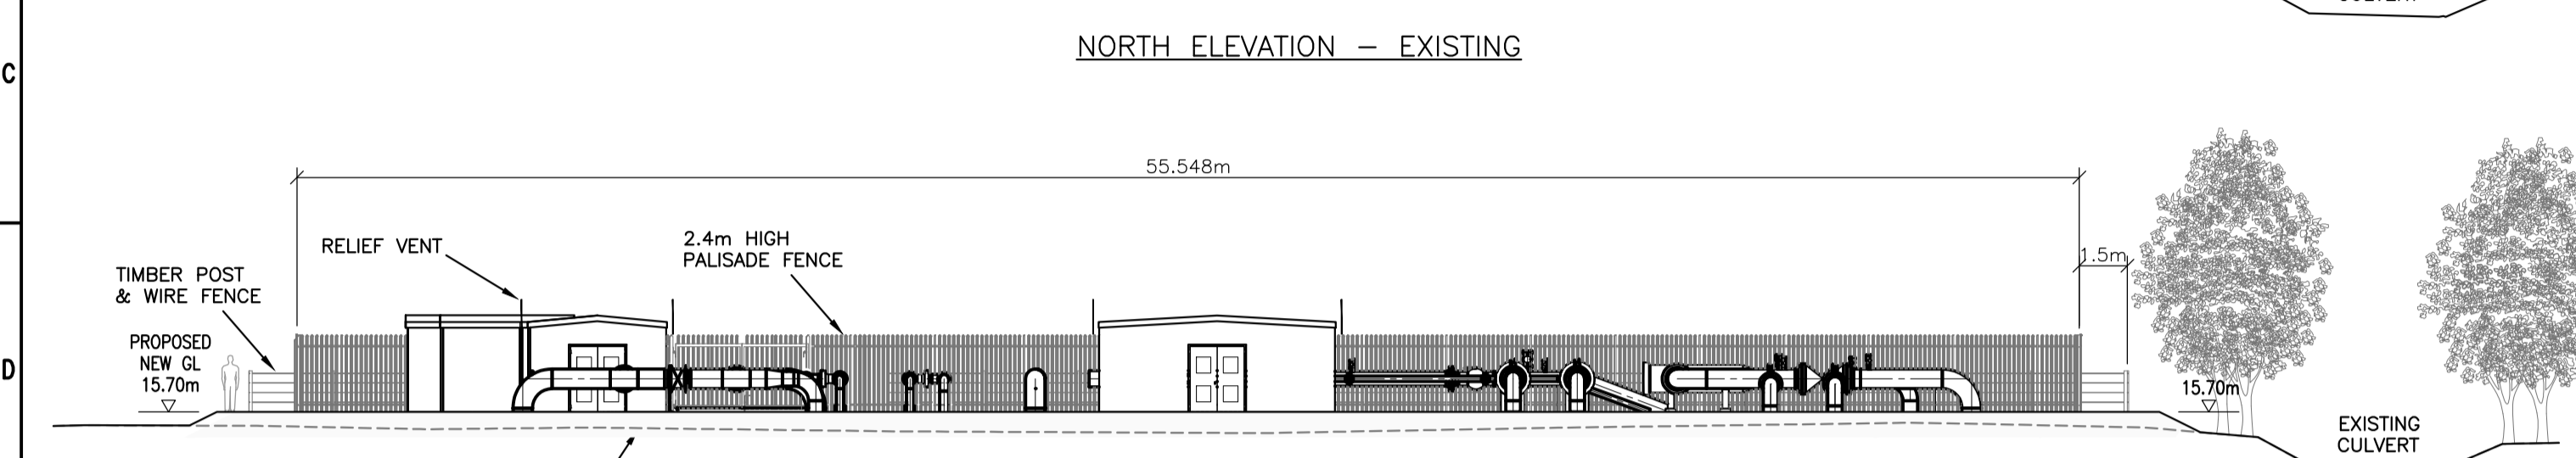 CULVERT
C
NORTH ELEVATION - EXISTING
55.548m
RELIEF VENT
2.4m HIGH
PALISADE FENCE
1.5m
TIMBER POST
& WIRE FENCE
PROPOSED
NEW GL
15.70m
D
15.70m
EXISTING
CULVERT